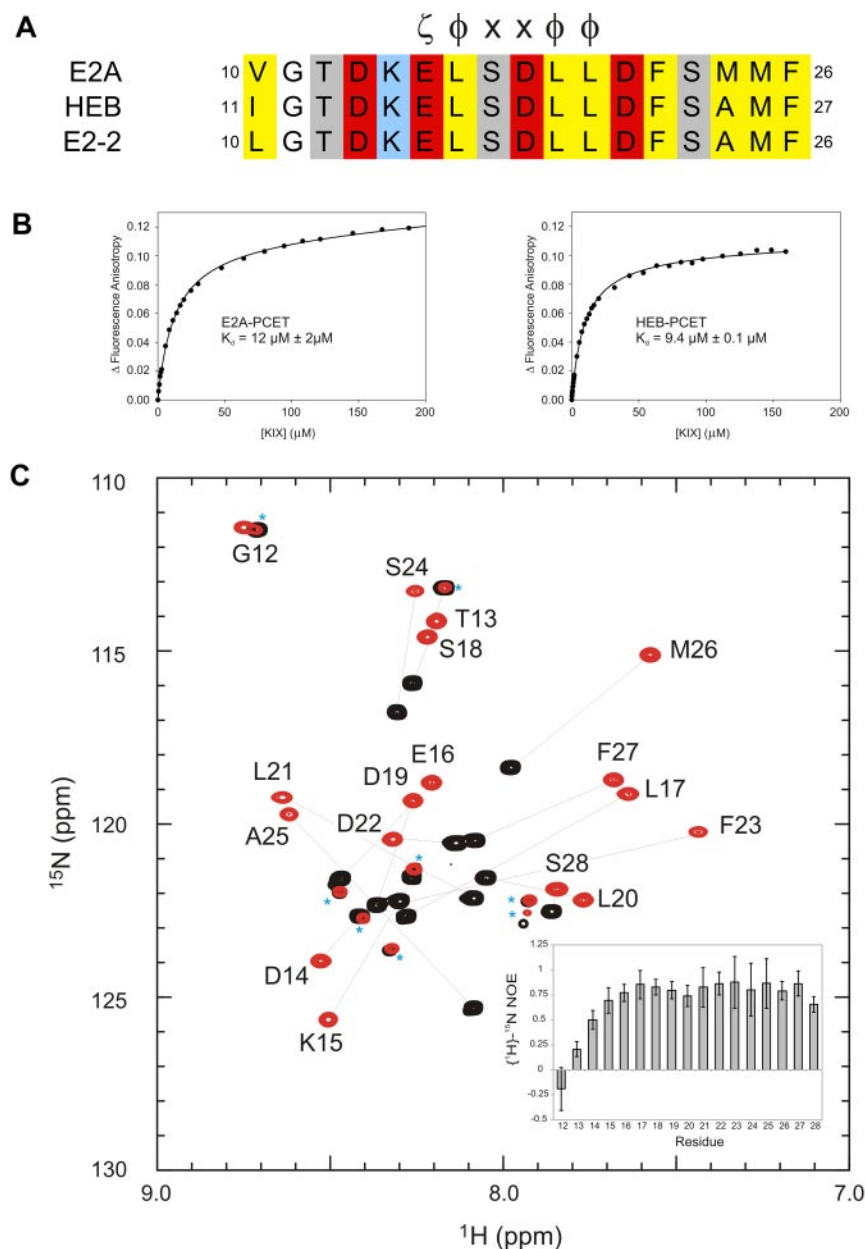 A
ζ ϕ x x ϕ ϕ
E2A 10 V G T D K E L S D L L D F S M M F 26
HEB 11 I G T D K E L S D L L D F S A M F 27
E2-2 10 L G T D K E L S D L L D F S A M F 26
B
Δ Fluorescence Anisotropy
0.12
0.10
0.08
0.06
0.04
0.02
0.00
E2A-PCET
Kd = 12 µM ± 2µM
0 50 100 150 200
[KIX] (µM)
Δ Fluorescence Anisotropy
0.12
0.10
0.08
0.06
0.04
0.02
0.00
HEB-PCET
Kd = 9.4 µM ± 0.1 µM
0 50 100 150 200
[KIX] (µM)
C
110
115
120
125
130
15N (ppm)
*
G12
S24
*
T13
S18
M26
E16
L21
D19
F27
L17
A25
D22
F23
*
S28
*
*
L20
*
*
*
D14
K15
{1H}-15N NOE
1.25
1
0.75
0.5
0.25
0
-0.25
-0.5
12 13 14 15 16 17 18 19 20 21 22 23 24 25 26 27 28
Residue
9.0 8.0 7.0
1H (ppm)